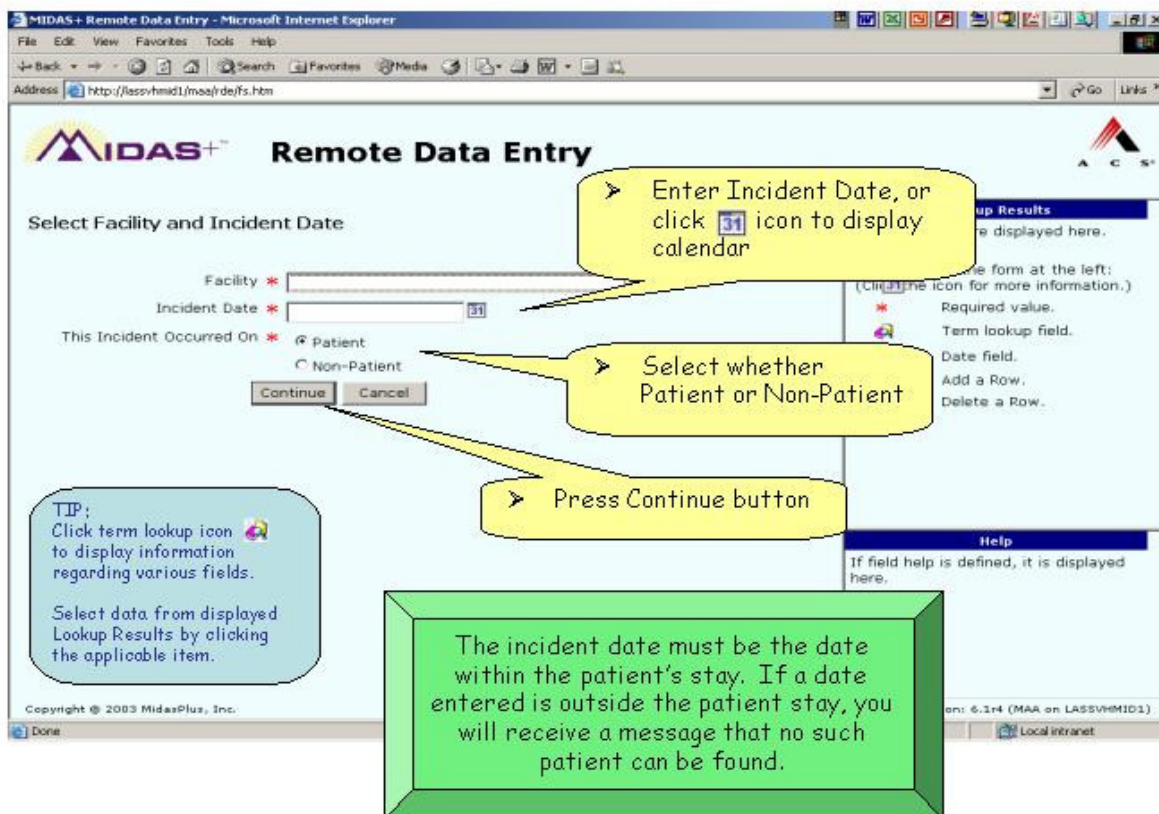 MIDAS+ Remote Data Entry - Microsoft Internet Explorer
File Edit View Favorites Tools Help
Back Search Favorites Media
Address http://lassvhmid1/maa/rde/fs.htm Go Links
MIDAS+™ Remote Data Entry
A C S
Select Facility and Incident Date
Facility *
Incident Date * 31
This Incident Occurred On * Patient
Non-Patient
Continue Cancel
➢ Enter Incident Date, or
click 31 icon to display
calendar
➢ Select whether
Patient or Non-Patient
➢ Press Continue button
up Results
re displayed here.
e form at the left:
(Cli 31 he icon for more information.)
* Required value.
Term lookup field.
Date field.
Add a Row.
Delete a Row.
TIP:
Click term lookup icon
to display information
regarding various fields.
Select data from displayed
Lookup Results by clicking
the applicable item.
Help
If field help is defined, it is displayed
here.
The incident date must be the date
within the patient's stay. If a date
entered is outside the patient stay, you
will receive a message that no such
patient can be found.
Copyright © 2003 MidasPlus, Inc.
on: 6.1r4 (MAA on LASSVHMID1)
Done
Local intranet